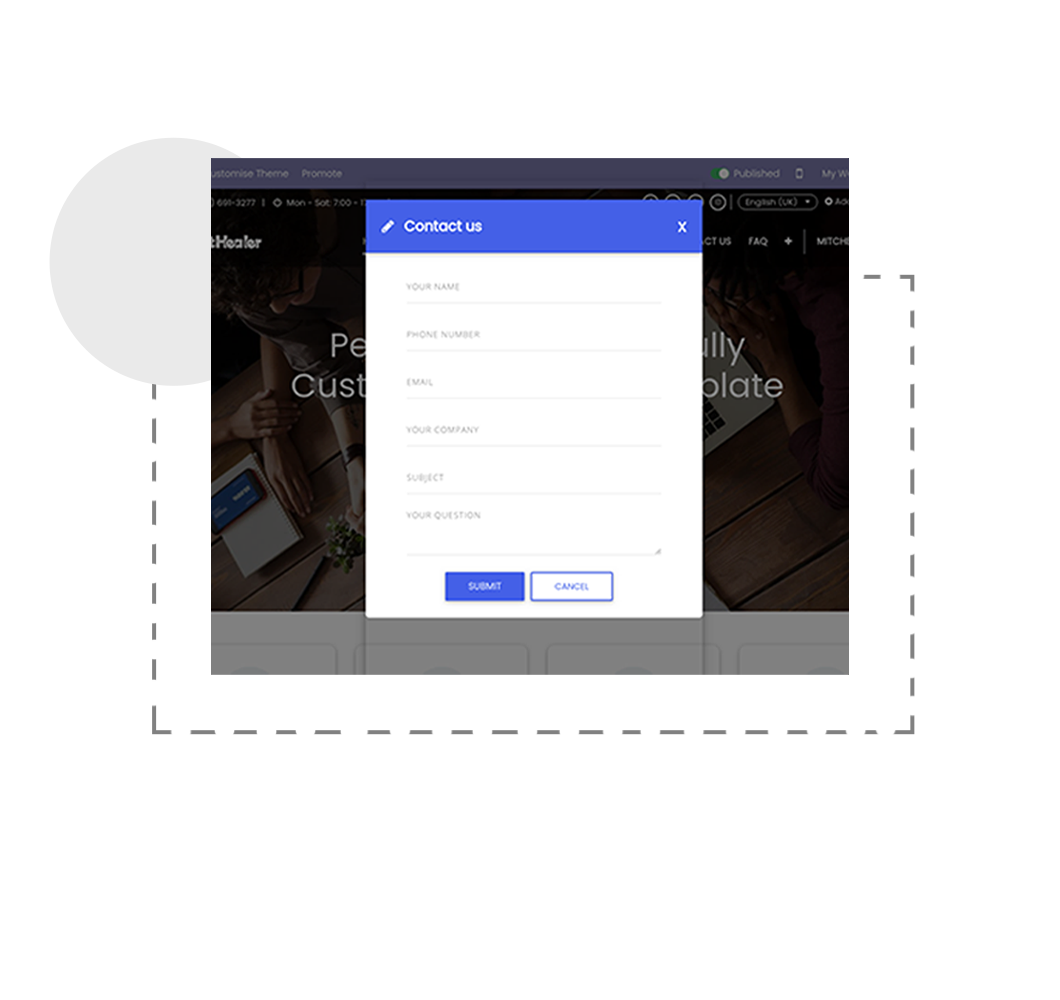 ustomise Theme Promote Published My W
) 691-3277 | Mon - Sat: 7:00 - 1 English (UK) Ad
Contact us X
tHealer CT US FAQ + MITCHE
YOUR NAME
PHONE NUMBER
Pe ully
EMAIL
Cust plate
YOUR COMPANY
SUBJECT
YOUR QUESTION
SUBMIT CANCEL